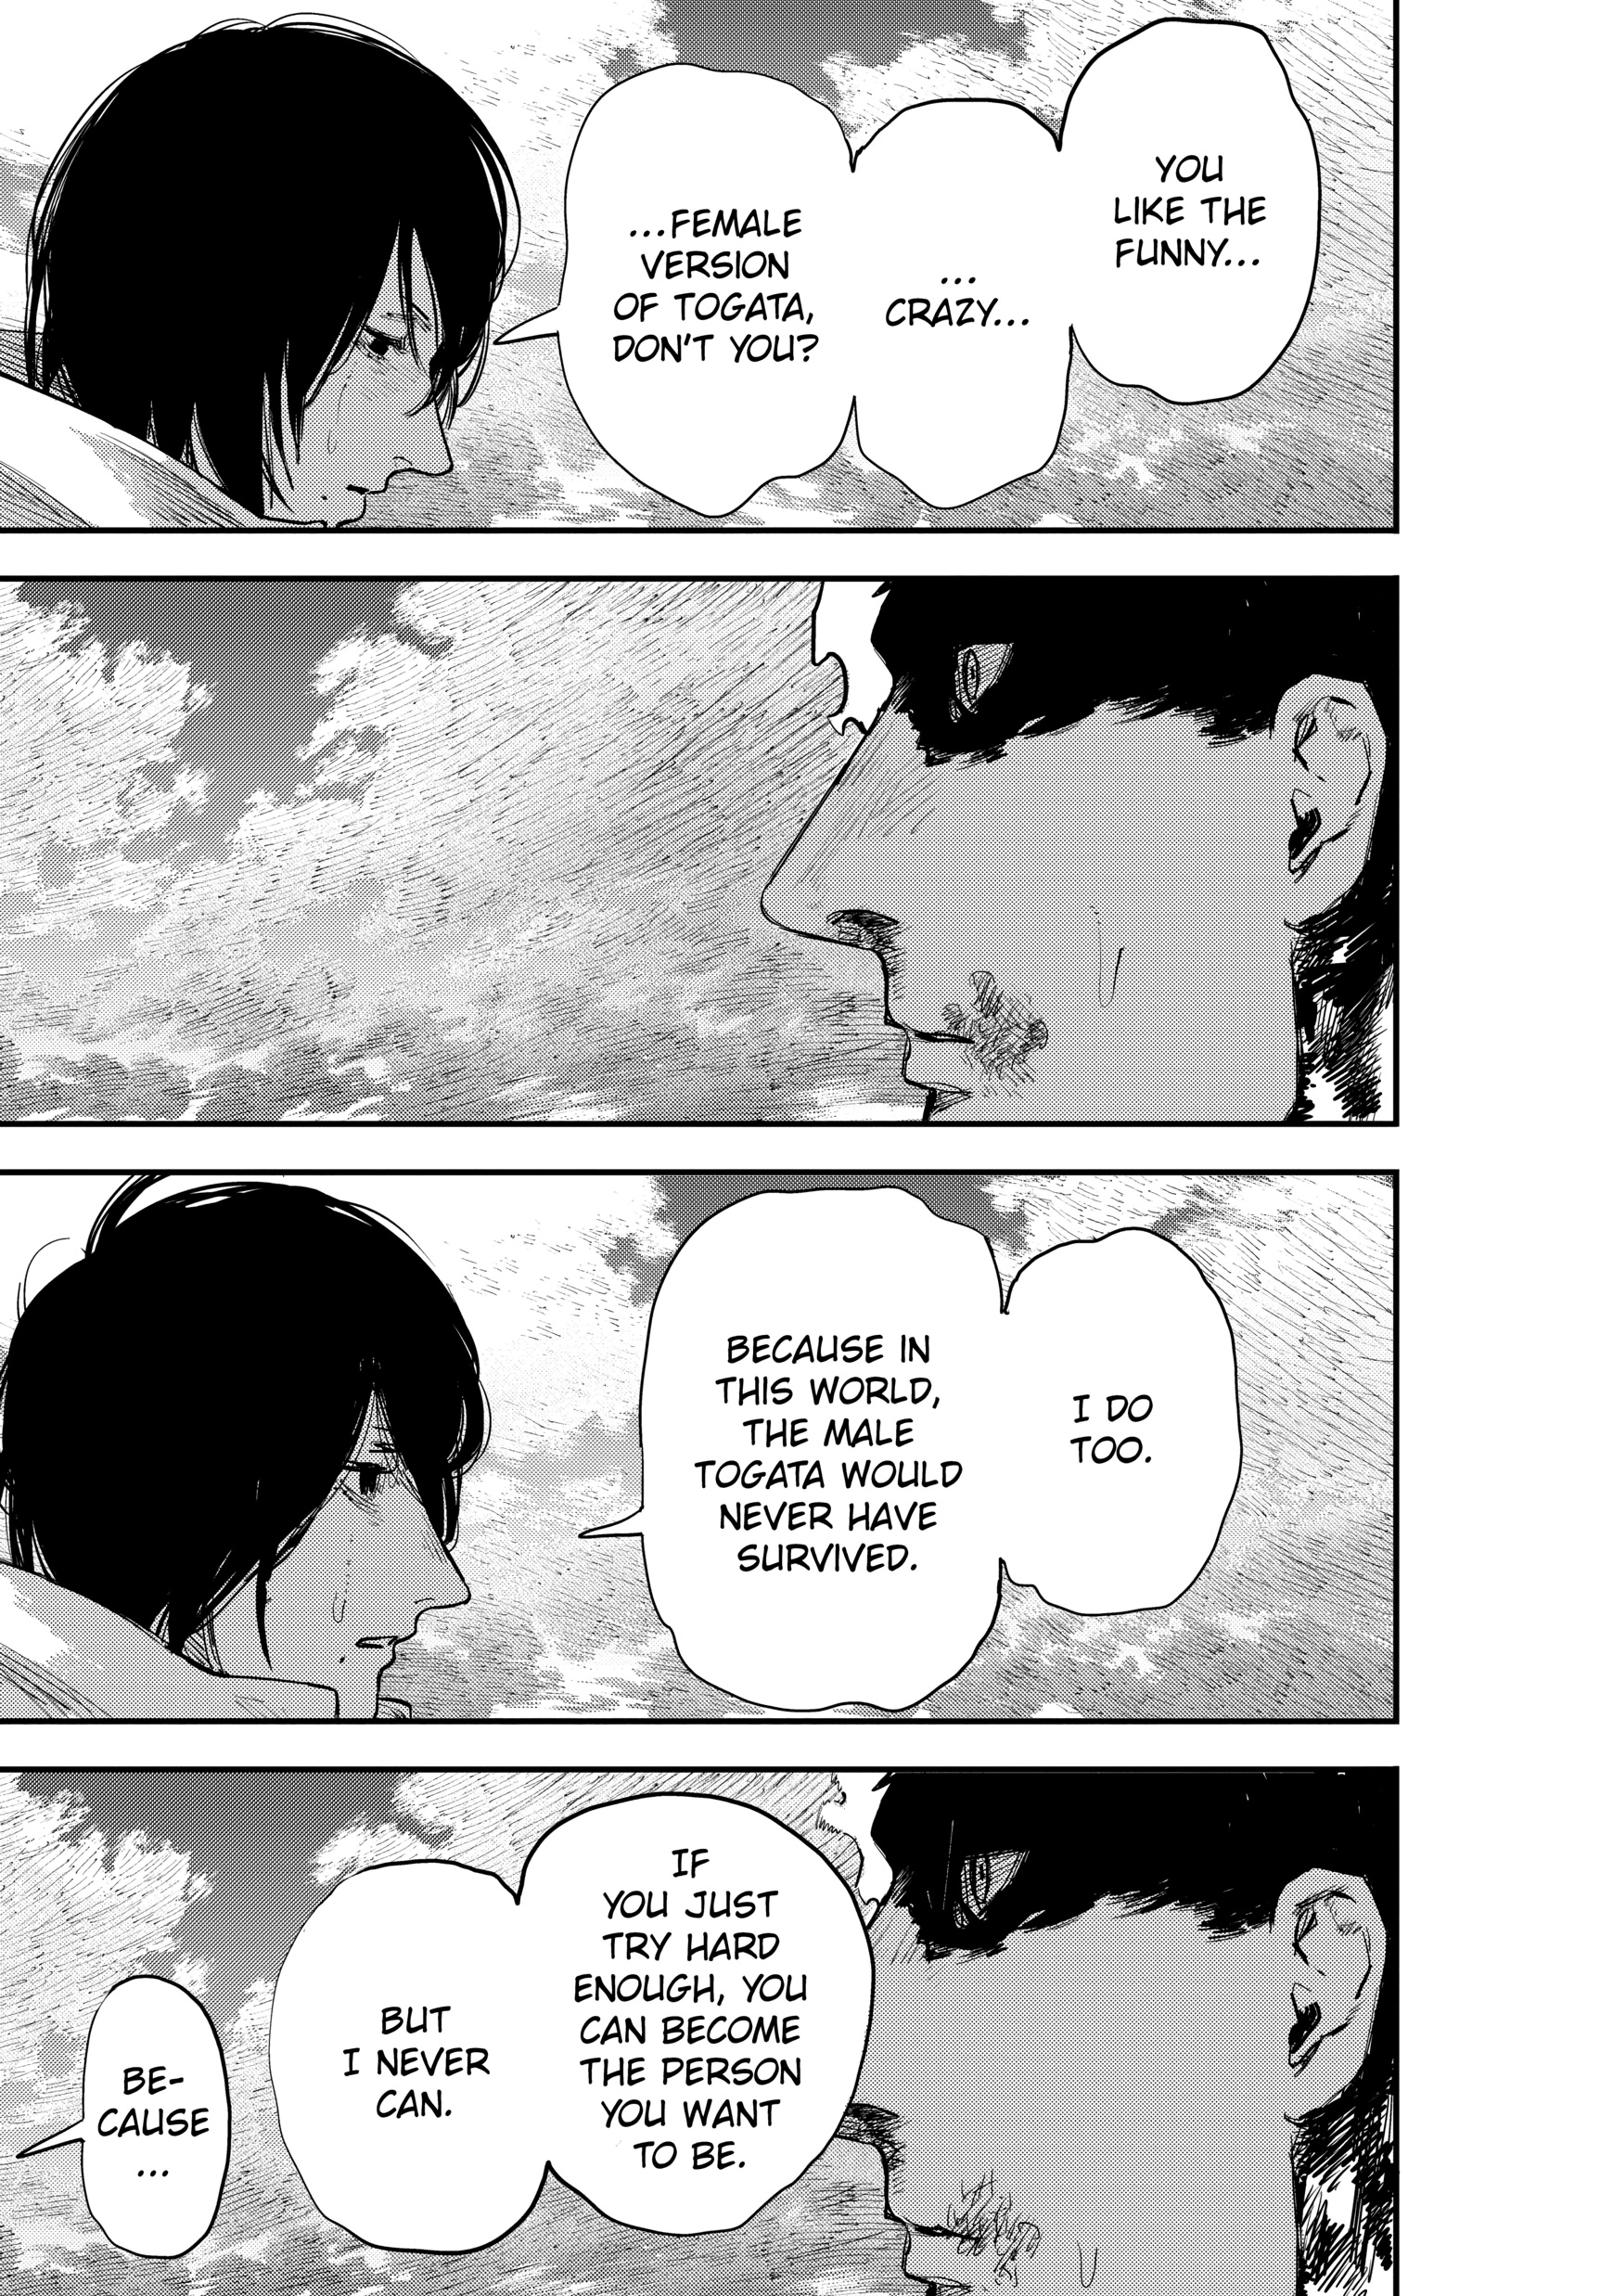 YOU
LIKE THE
FUNNY...
...
CRAZY...
...FEMALE
VERSION
OF TOGATA,
DON'T YOU?
I DO
TOO.
BECAUSE IN
THIS WORLD,
THE MALE
TOGATA WOULD
NEVER HAVE
SURVIVED.
IF
YOU JUST
TRY HARD
ENOUGH, YOU
CAN BECOME
THE PERSON
YOU WANT
TO BE.
BUT
I NEVER
CAN.
BE-
CAUSE
...